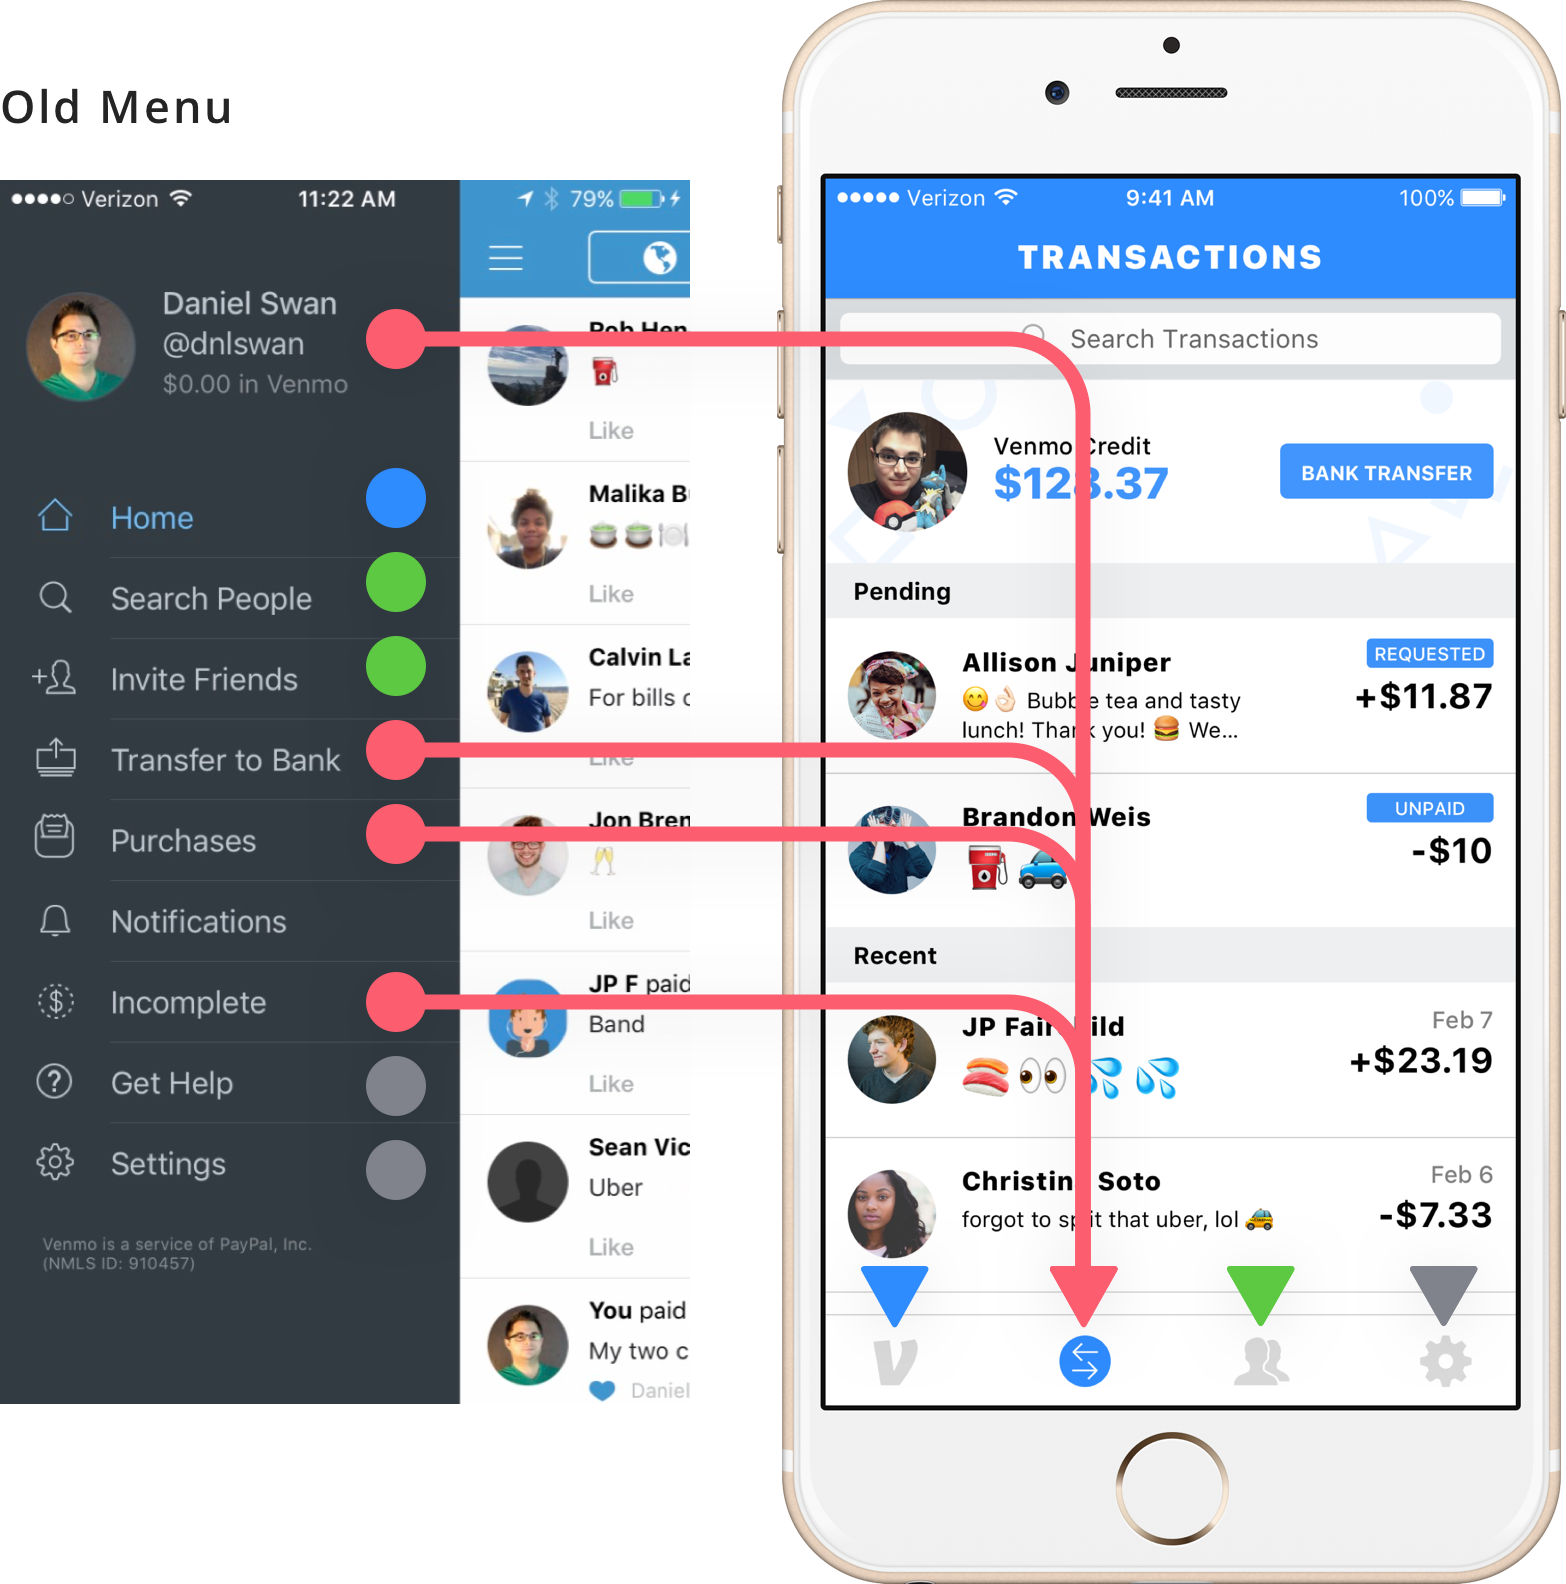 Old Menu
Verizon
11:22 AM
79%
Daniel Swan
@dnlswan
$0.00 in Venmo
Home
Search People
Invite Friends
Transfer to Bank
Purchases
Notifications
Incomplete
Get Help
Settings
Venmo is a service of PayPal, Inc.
(NMLS ID: 910457)
Rob Hen
Like
Malika B
Like
Calvin La
For bills
Like
Jon Bren
Like
JP F paid
Band
Like
Sean Vic
Uber
Like
You paid
My two c
Daniel
Verizon
9:41 AM
100%
TRANSACTIONS
Search Transactions
Venmo Credit
$128.37
BANK TRANSFER
Pending
Allison Juniper
REQUESTED
😋👌🏻 Bubble tea and tasty
lunch! Thank you! 🍔 We...
+$11.87
Brandon Weis
UNPAID
-$10
Recent
JP Fairchild
Feb 7
+$23.19
Christina Soto
Feb 6
forgot to split that uber, lol 🚖
-$7.33